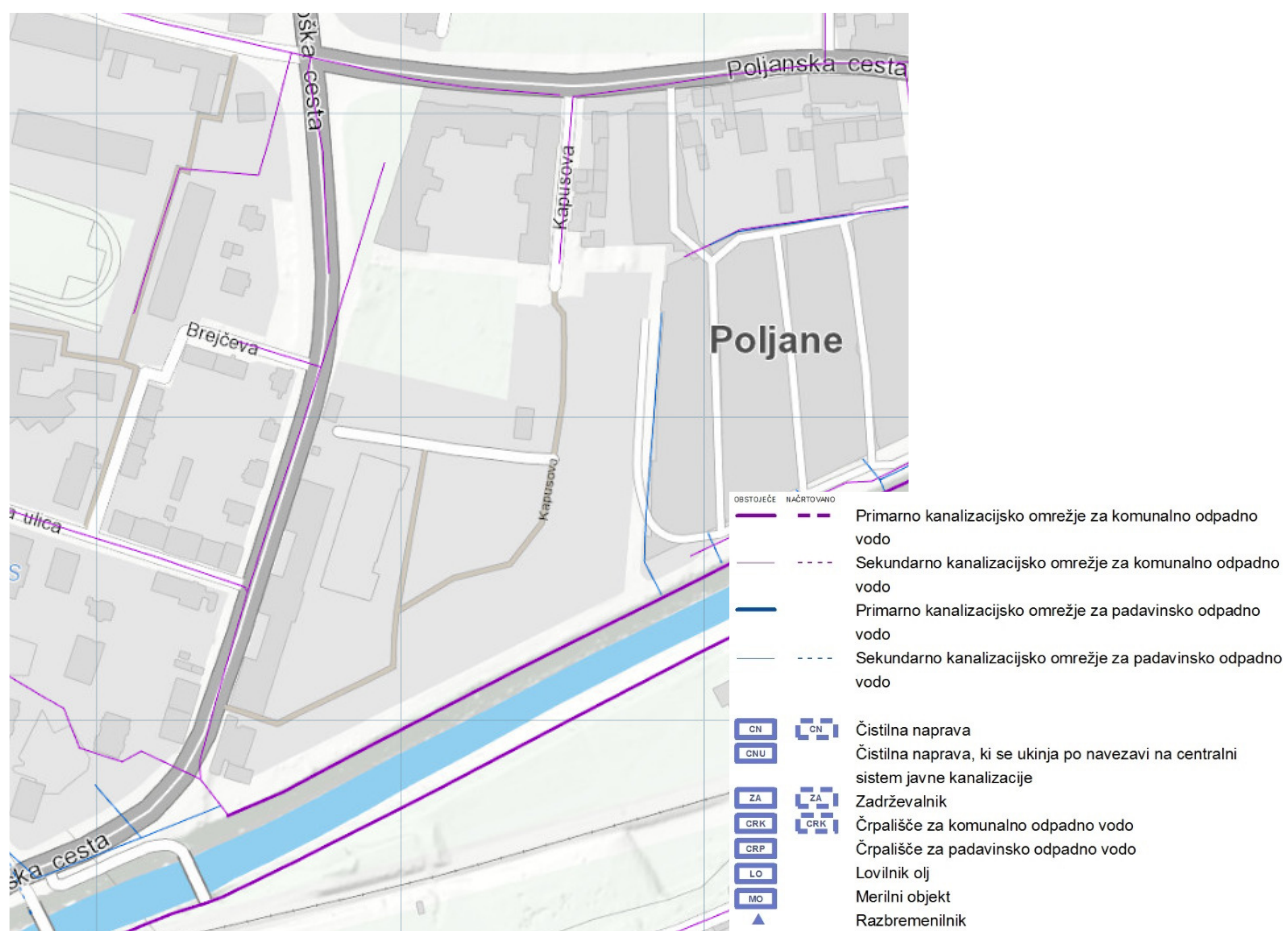 oška cesta
Poljanska cesta
Kapusova
Brejčeva
Poljane
Kapusova
a ulica
S
ska cesta
OBSTOJEČE NAČRTOVANO
Primarno kanalizacijsko omrežje za komunalno odpadno
vodo
Sekundarno kanalizacijsko omrežje za komunalno odpadno
vodo
Primarno kanalizacijsko omrežje za padavinsko odpadno
vodo
Sekundarno kanalizacijsko omrežje za padavinsko odpadno
vodo
CN CN Čistilna naprava
CNU Čistilna naprava, ki se ukinja po navezavi na centralni
sistem javne kanalizacije
ZA ZA Zadrževalnik
CRK CRK Črpališče za komunalno odpadno vodo
CRP Črpališče za padavinsko odpadno vodo
LO Lovilnik olj
MO Merilni objekt
Razbremenilnik